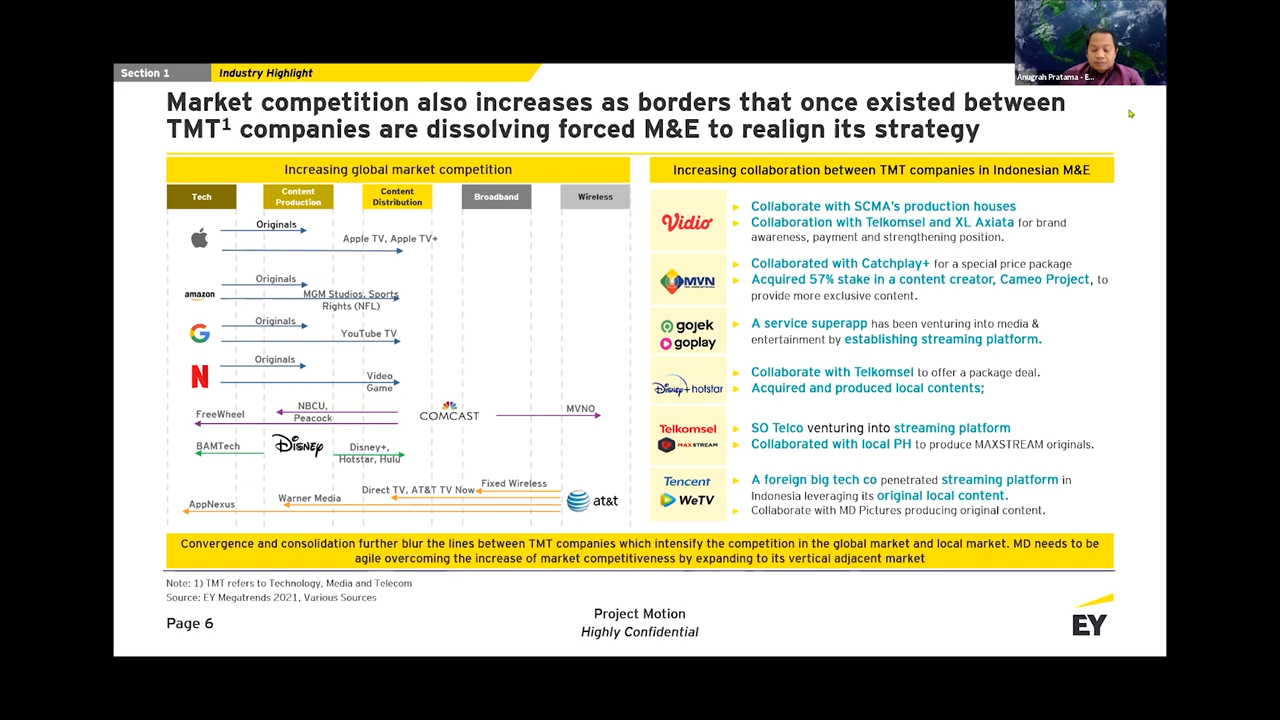 Section 1
Industry Highlight
Anugrah Pratama - E...
Market competition also increases as borders that once existed between
TMT¹ companies are dissolving forced M&E to realign its strategy
Increasing global market competition
Tech
Content Production
Content Distribution
Broadband
Wireless
Originals
Apple TV, Apple TV+
amazon
Originals
MGM Studios, Sports
Rights (NFL)
G
Originals
YouTube TV
N
Originals
Video
Game
FreeWheel
NBCU,
Peacock
COMCAST
MVNO
BAMTech
Disney
Disney+,
Hotstar, Hulu
AppNexus
Warner Media
Direct TV, AT&T TV Now
Fixed Wireless
at&t
Increasing collaboration between TMT companies in Indonesian M&E
Vidio
Collaborate with SCMA's production houses
Collaboration with Telkomsel and XL Axiata for brand
awareness, payment and strengthening position.
MVN
Collaborated with Catchplay+ for a special price package
Acquired 57% stake in a content creator, Cameo Project, to
provide more exclusive content.
gojek
goplay
A service superapp has been venturing into media &
entertainment by establishing streaming platform.
Disney+ hotstar
Collaborate with Telkomsel to offer a package deal.
Acquired and produced local contents;
Telkomsel
MAXSTREAM
SO Telco venturing into streaming platform
Collaborated with local PH to produce MAXSTREAM originals.
Tencent
WeTV
A foreign big tech co penetrated streaming platform in
Indonesia leveraging its original local content.
Collaborate with MD Pictures producing original content.
Convergence and consolidation further blur the lines between TMT companies which intensify the competition in the global market and local market. MD needs to be
agile overcoming the increase of market competitiveness by expanding to its vertical adjacent market
Note: 1) TMT refers to Technology, Media and Telecom
Source: EY Megatrends 2021, Various Sources
Page 6
Project Motion
Highly Confidential
EY